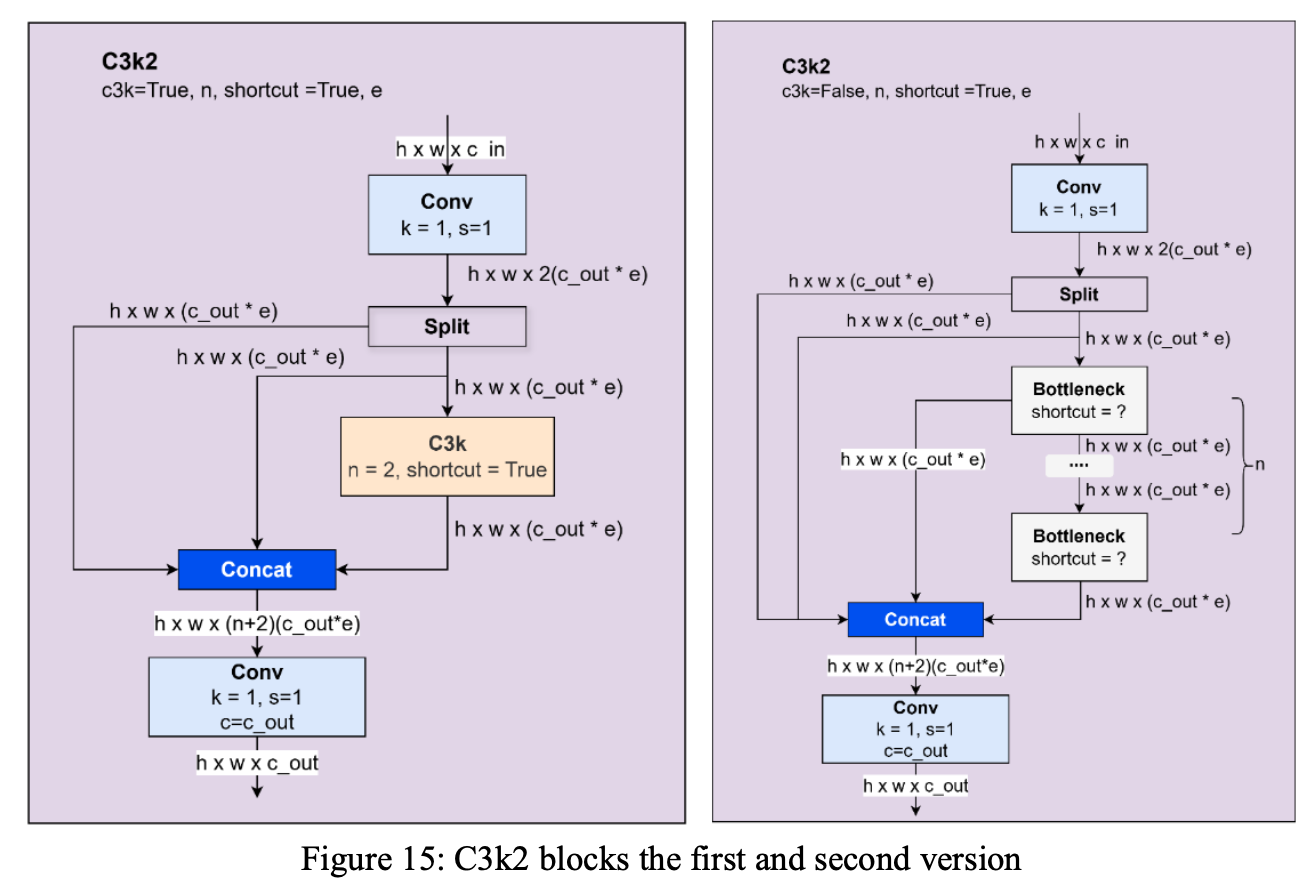 C3k2
c3k=True, n, shortcut =True, e
h x w x c in
Conv
k = 1, s=1
h x w x 2(c_out * e)
h x w x (c_out * e)
Split
h x w x (c_out * e)
h x w x (c_out * e)
C3k
n = 2, shortcut = True
h x w x (c_out * e)
Concat
h x w x (n+2)(c_out*e)
Conv
k = 1, s=1
c=c_out
h x w x c_out
C3k2
c3k=False, n, shortcut =True, e
h x w x c in
Conv
k = 1, s=1
h x w x 2(c_out * e)
h x w x (c_out * e)
Split
h x w x (c_out * e)
h x w x (c_out * e)
Bottleneck
shortcut = ?
h x w x (c_out * e)
h x w x (c_out * e)
....
n
h x w x (c_out * e)
Bottleneck
shortcut = ?
h x w x (c_out * e)
Concat
h x w x (n+2)(c_out*e)
Conv
k = 1, s=1
c=c_out
h x w x c_out
Figure 15: C3k2 blocks the first and second version